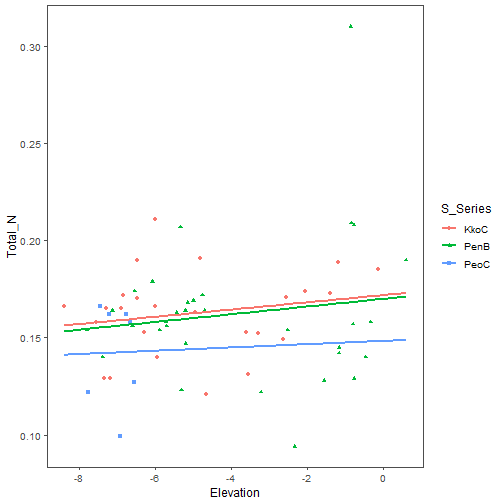 0.30
0.25
0.20
0.15
0.10
Total_N
-8
-6
-4
-2
0
Elevation
S_Series
KkoC
PenB
PeoC